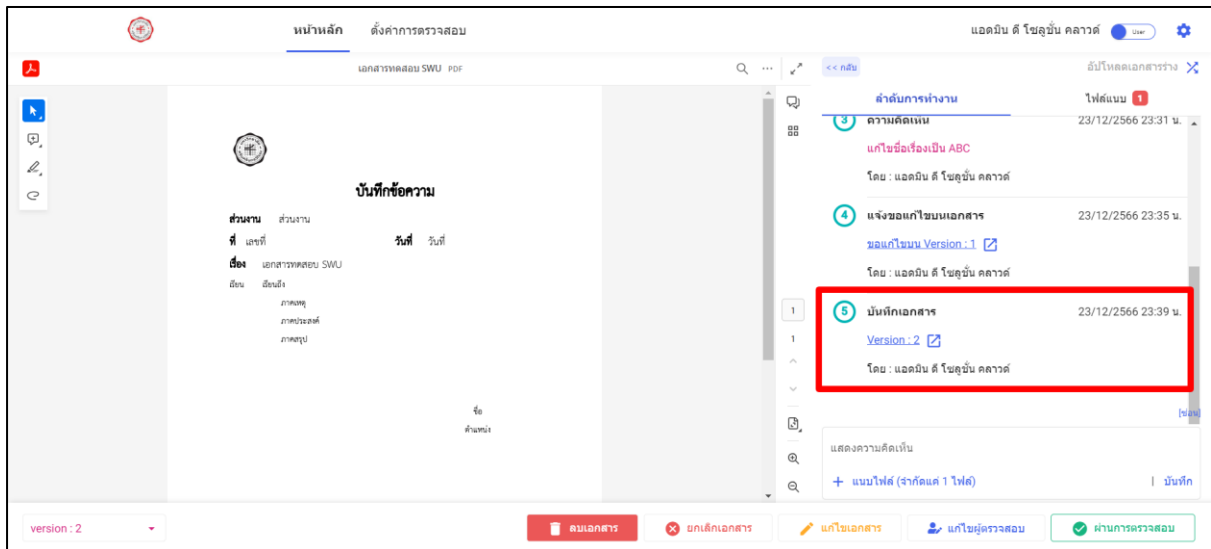 หน้าหลัก ตั้งค่าการตรวจสอบ แอดมิน ดี โซลูชั่น คลาวด์ User
เอกสารทดสอบ SWU PDF
<< กลับ อัปโหลดเอกสารร่าง
ลำดับการทำงาน ไฟล์แนบ 1
3 ความคิดเห็น 23/12/2566 23:31 น.
แก้ไขชื่อเรื่องเป็น ABC
โดย : แอดมิน ดี โซลูชั่น คลาวด์
4 แจ้งขอแก้ไขบนเอกสาร 23/12/2566 23:35 น.
ขอแก้ไขบน Version : 1
โดย : แอดมิน ดี โซลูชั่น คลาวด์
5 บันทึกเอกสาร 23/12/2566 23:39 น.
Version : 2
โดย : แอดมิน ดี โซลูชั่น คลาวด์
[ซ่อน]
แสดงความคิดเห็น
+ แนบไฟล์ (จำกัดแค่ 1 ไฟล์) | บันทึก
บันทึกข้อความ
ส่วนงาน ส่วนงาน
ที่ เลขที่ วันที่ วันที่
เรื่อง เอกสารทดสอบ SWU
เรียน เรียนถึง
ภาคเหตุ
ภาคประสงค์
ภาคสรุป
ชื่อ
ตำแหน่ง
1
1
version : 2 ลบเอกสาร ยกเลิกเอกสาร แก้ไขเอกสาร แก้ไขผู้ตรวจสอบ ผ่านการตรวจสอบ